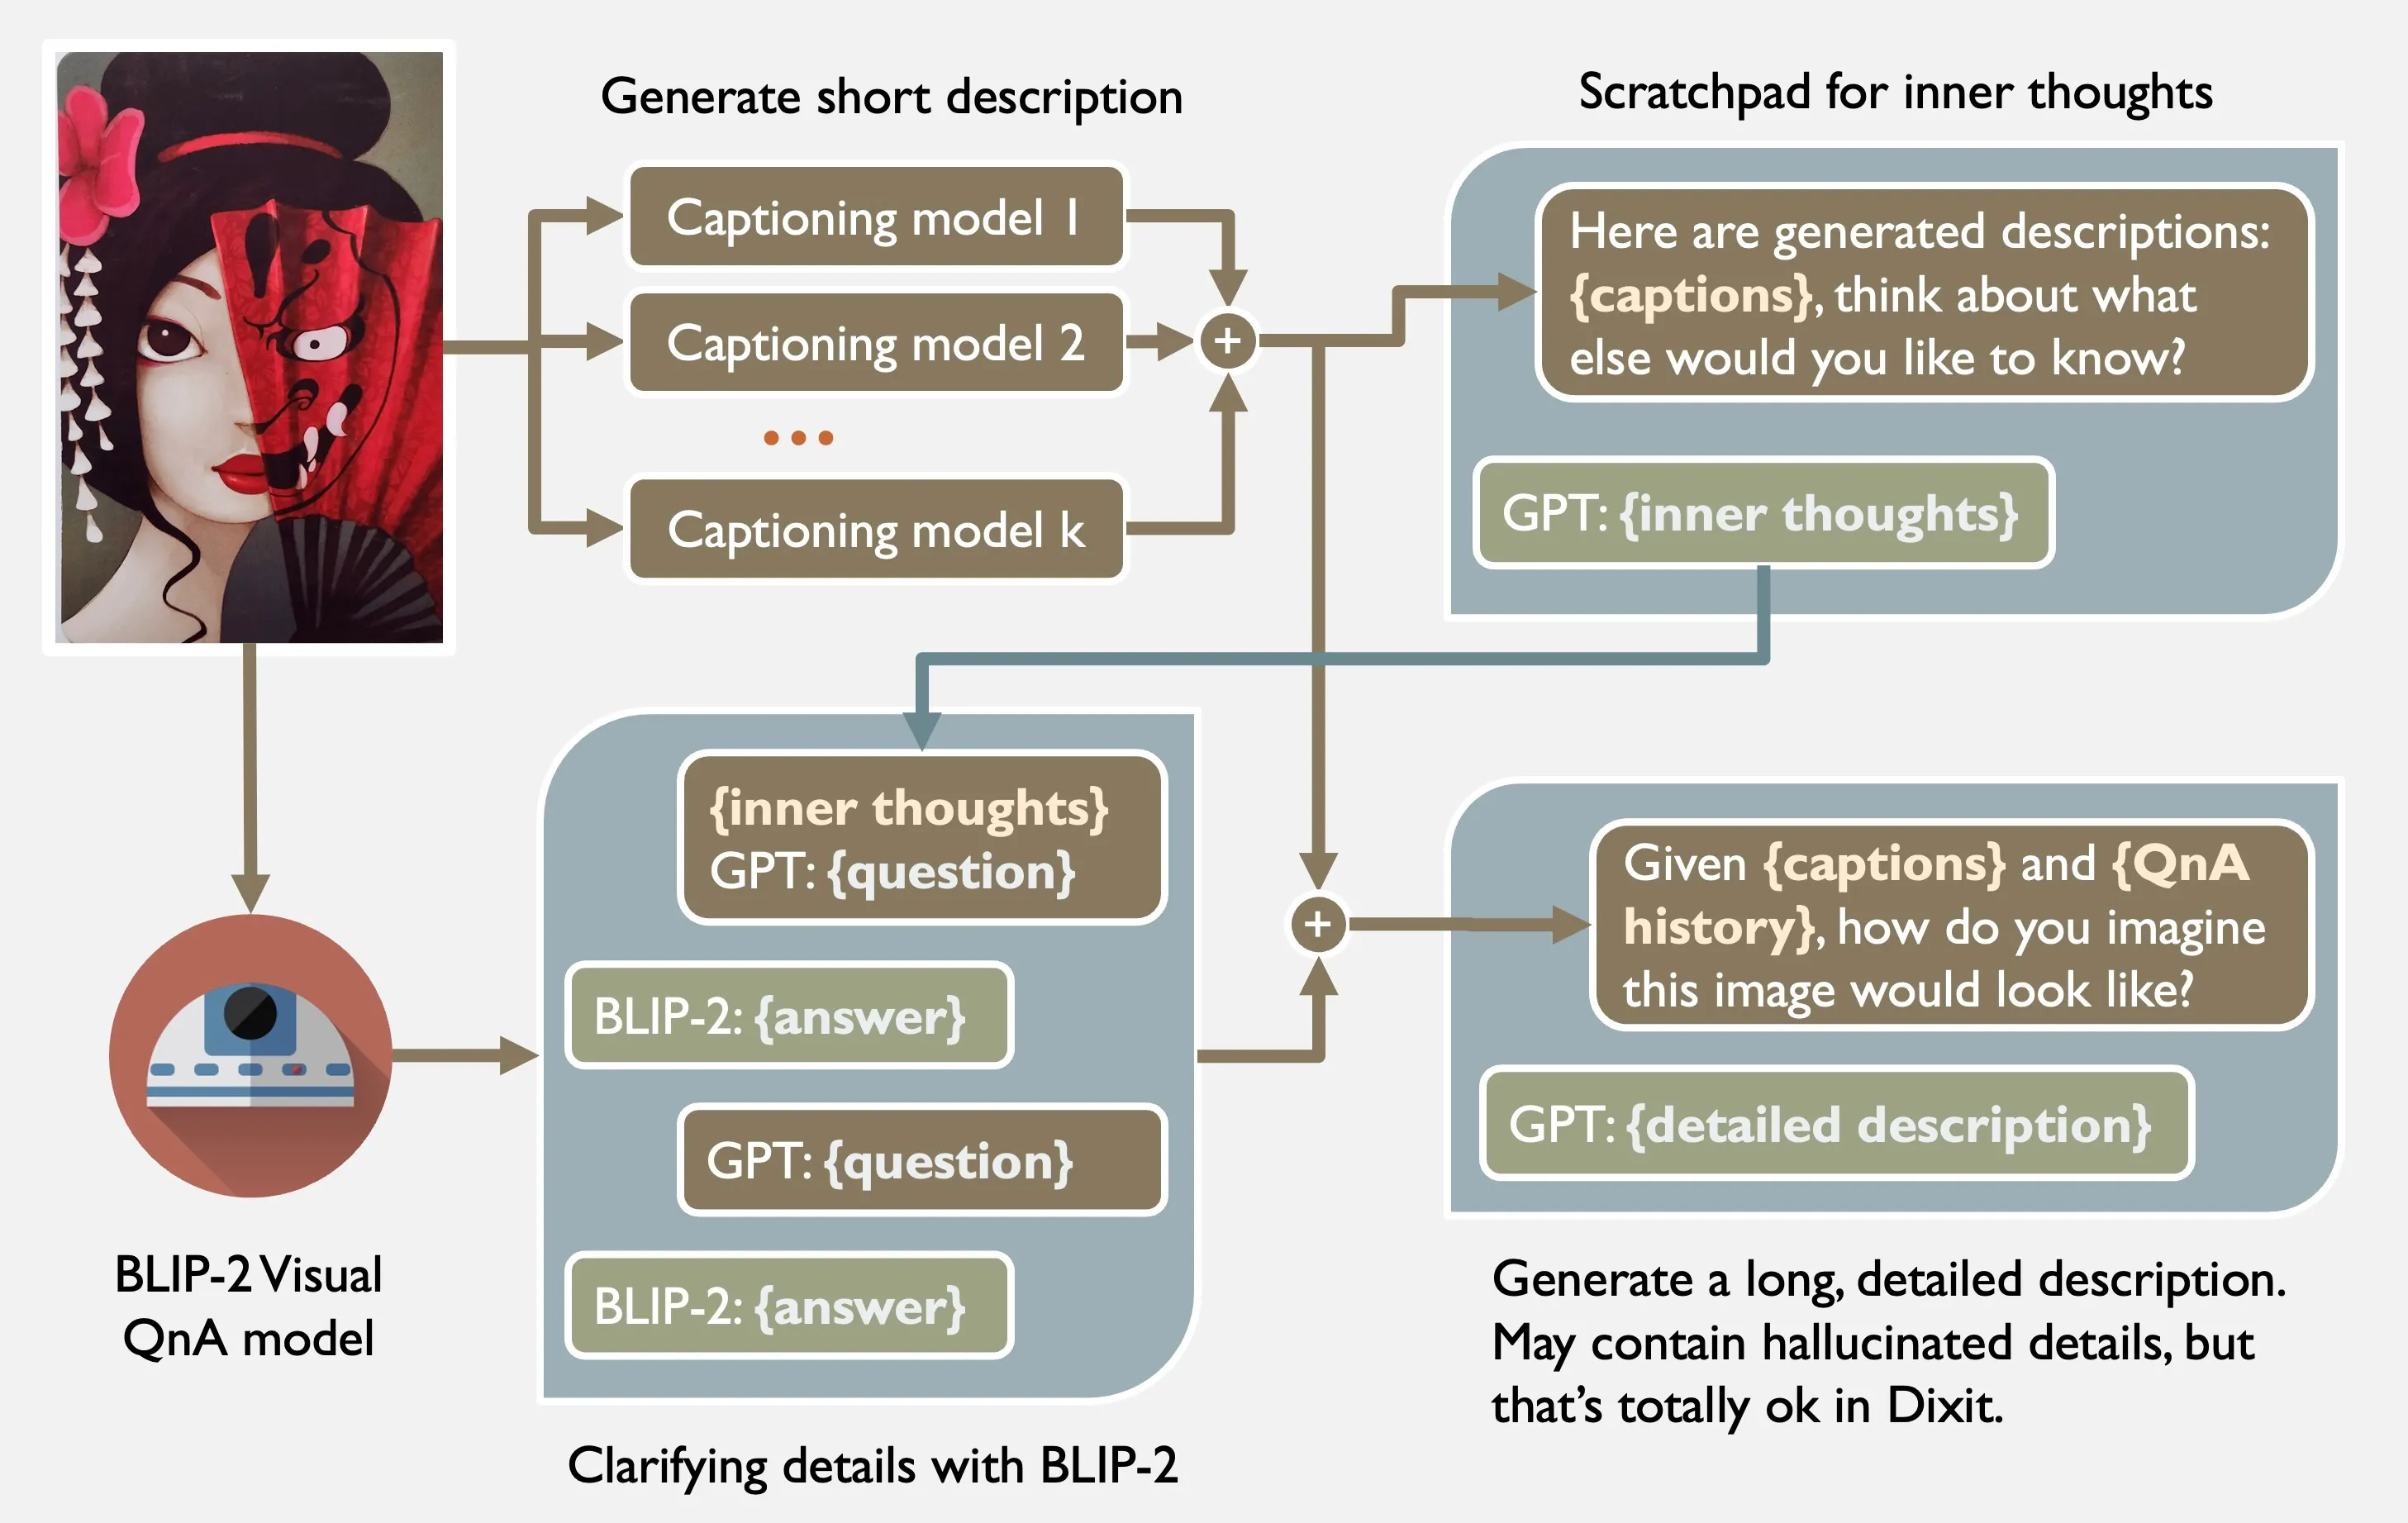 Generate short description
Captioning model 1
Captioning model 2
Captioning model k
+
Scratchpad for inner thoughts
Here are generated descriptions:
{captions}, think about what
else would you like to know?
GPT: {inner thoughts}
BLIP-2 Visual
QnA model
{inner thoughts}
GPT: {question}
BLIP-2: {answer}
GPT: {question}
BLIP-2: {answer}
Clarifying details with BLIP-2
+
Given {captions} and {QnA
history}, how do you imagine
this image would look like?
GPT: {detailed description}
Generate a long, detailed description.
May contain hallucinated details, but
that’s totally ok in Dixit.